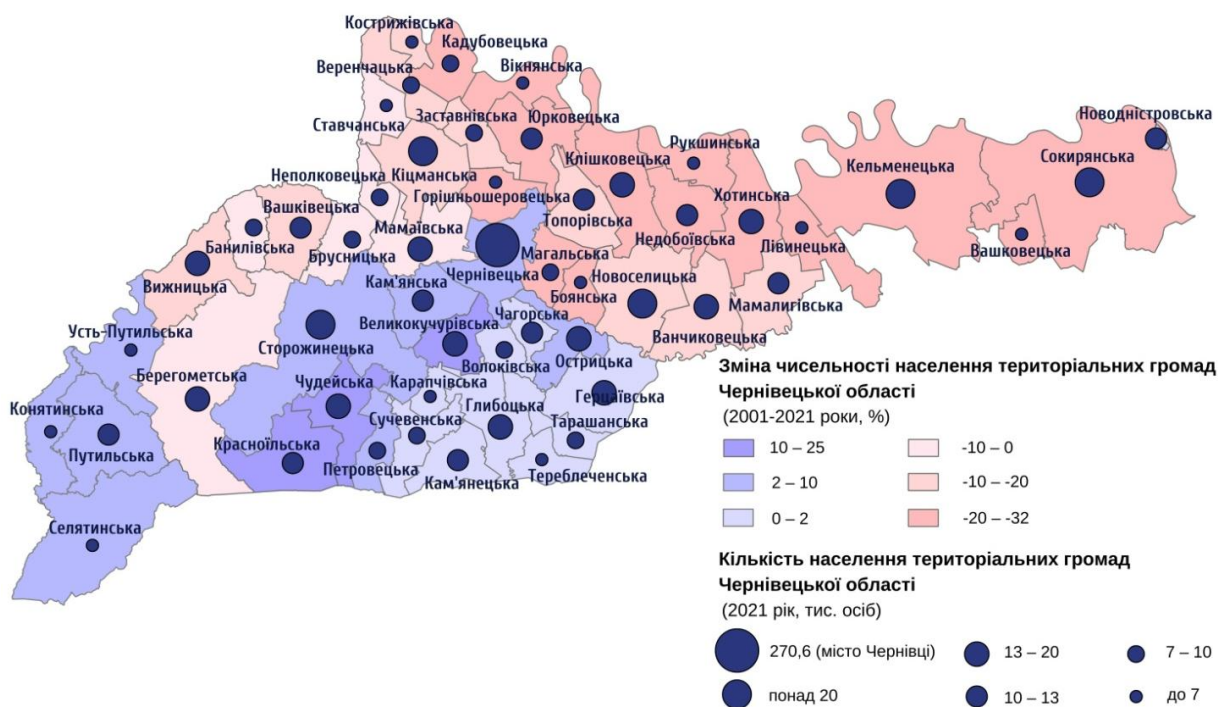 Кострижівська
Кадубовецька
Веренчацька
Вікнянська
Ставчанська
Заставнівська
Юрковецька
Новодністровська
Рукшинська
Клішковецька
Кельменецька
Сокирянська
Неполковецька
Кіцманська
Горішньошеровецька
Хотинська
Вашківецька
Топорівська
Недобоївська
Лівинецька
Вашковецька
Банилівська
Мамаївська
Брусницька
Магальська
Чернівецька
Новоселицька
Вижницька
Кам'янська
Боянська
Мамалигівська
Чагорська
Ванчиковецька
Усть-Путильська
Великокучурівська
Сторожинецька
Волоківська
Острицька
Берегометська
Чудейська
Карапчівська
Герцаївська
Конятинська
Глибоцька
Сучевенська
Тарашанська
Путильська
Красноїльська
Петровецька
Кам'янецька
Тереблеченська
Селятинська
Зміна чисельності населення територіальних громад
Чернівецької області
(2001-2021 роки, %)
10 – 25
-10 – 0
2 – 10
-10 – -20
0 – 2
-20 – -32
Кількість населення територіальних громад
Чернівецької області
(2021 рік, тис. осіб)
270,6 (місто Чернівці)
13 – 20
7 – 10
понад 20
10 – 13
до 7